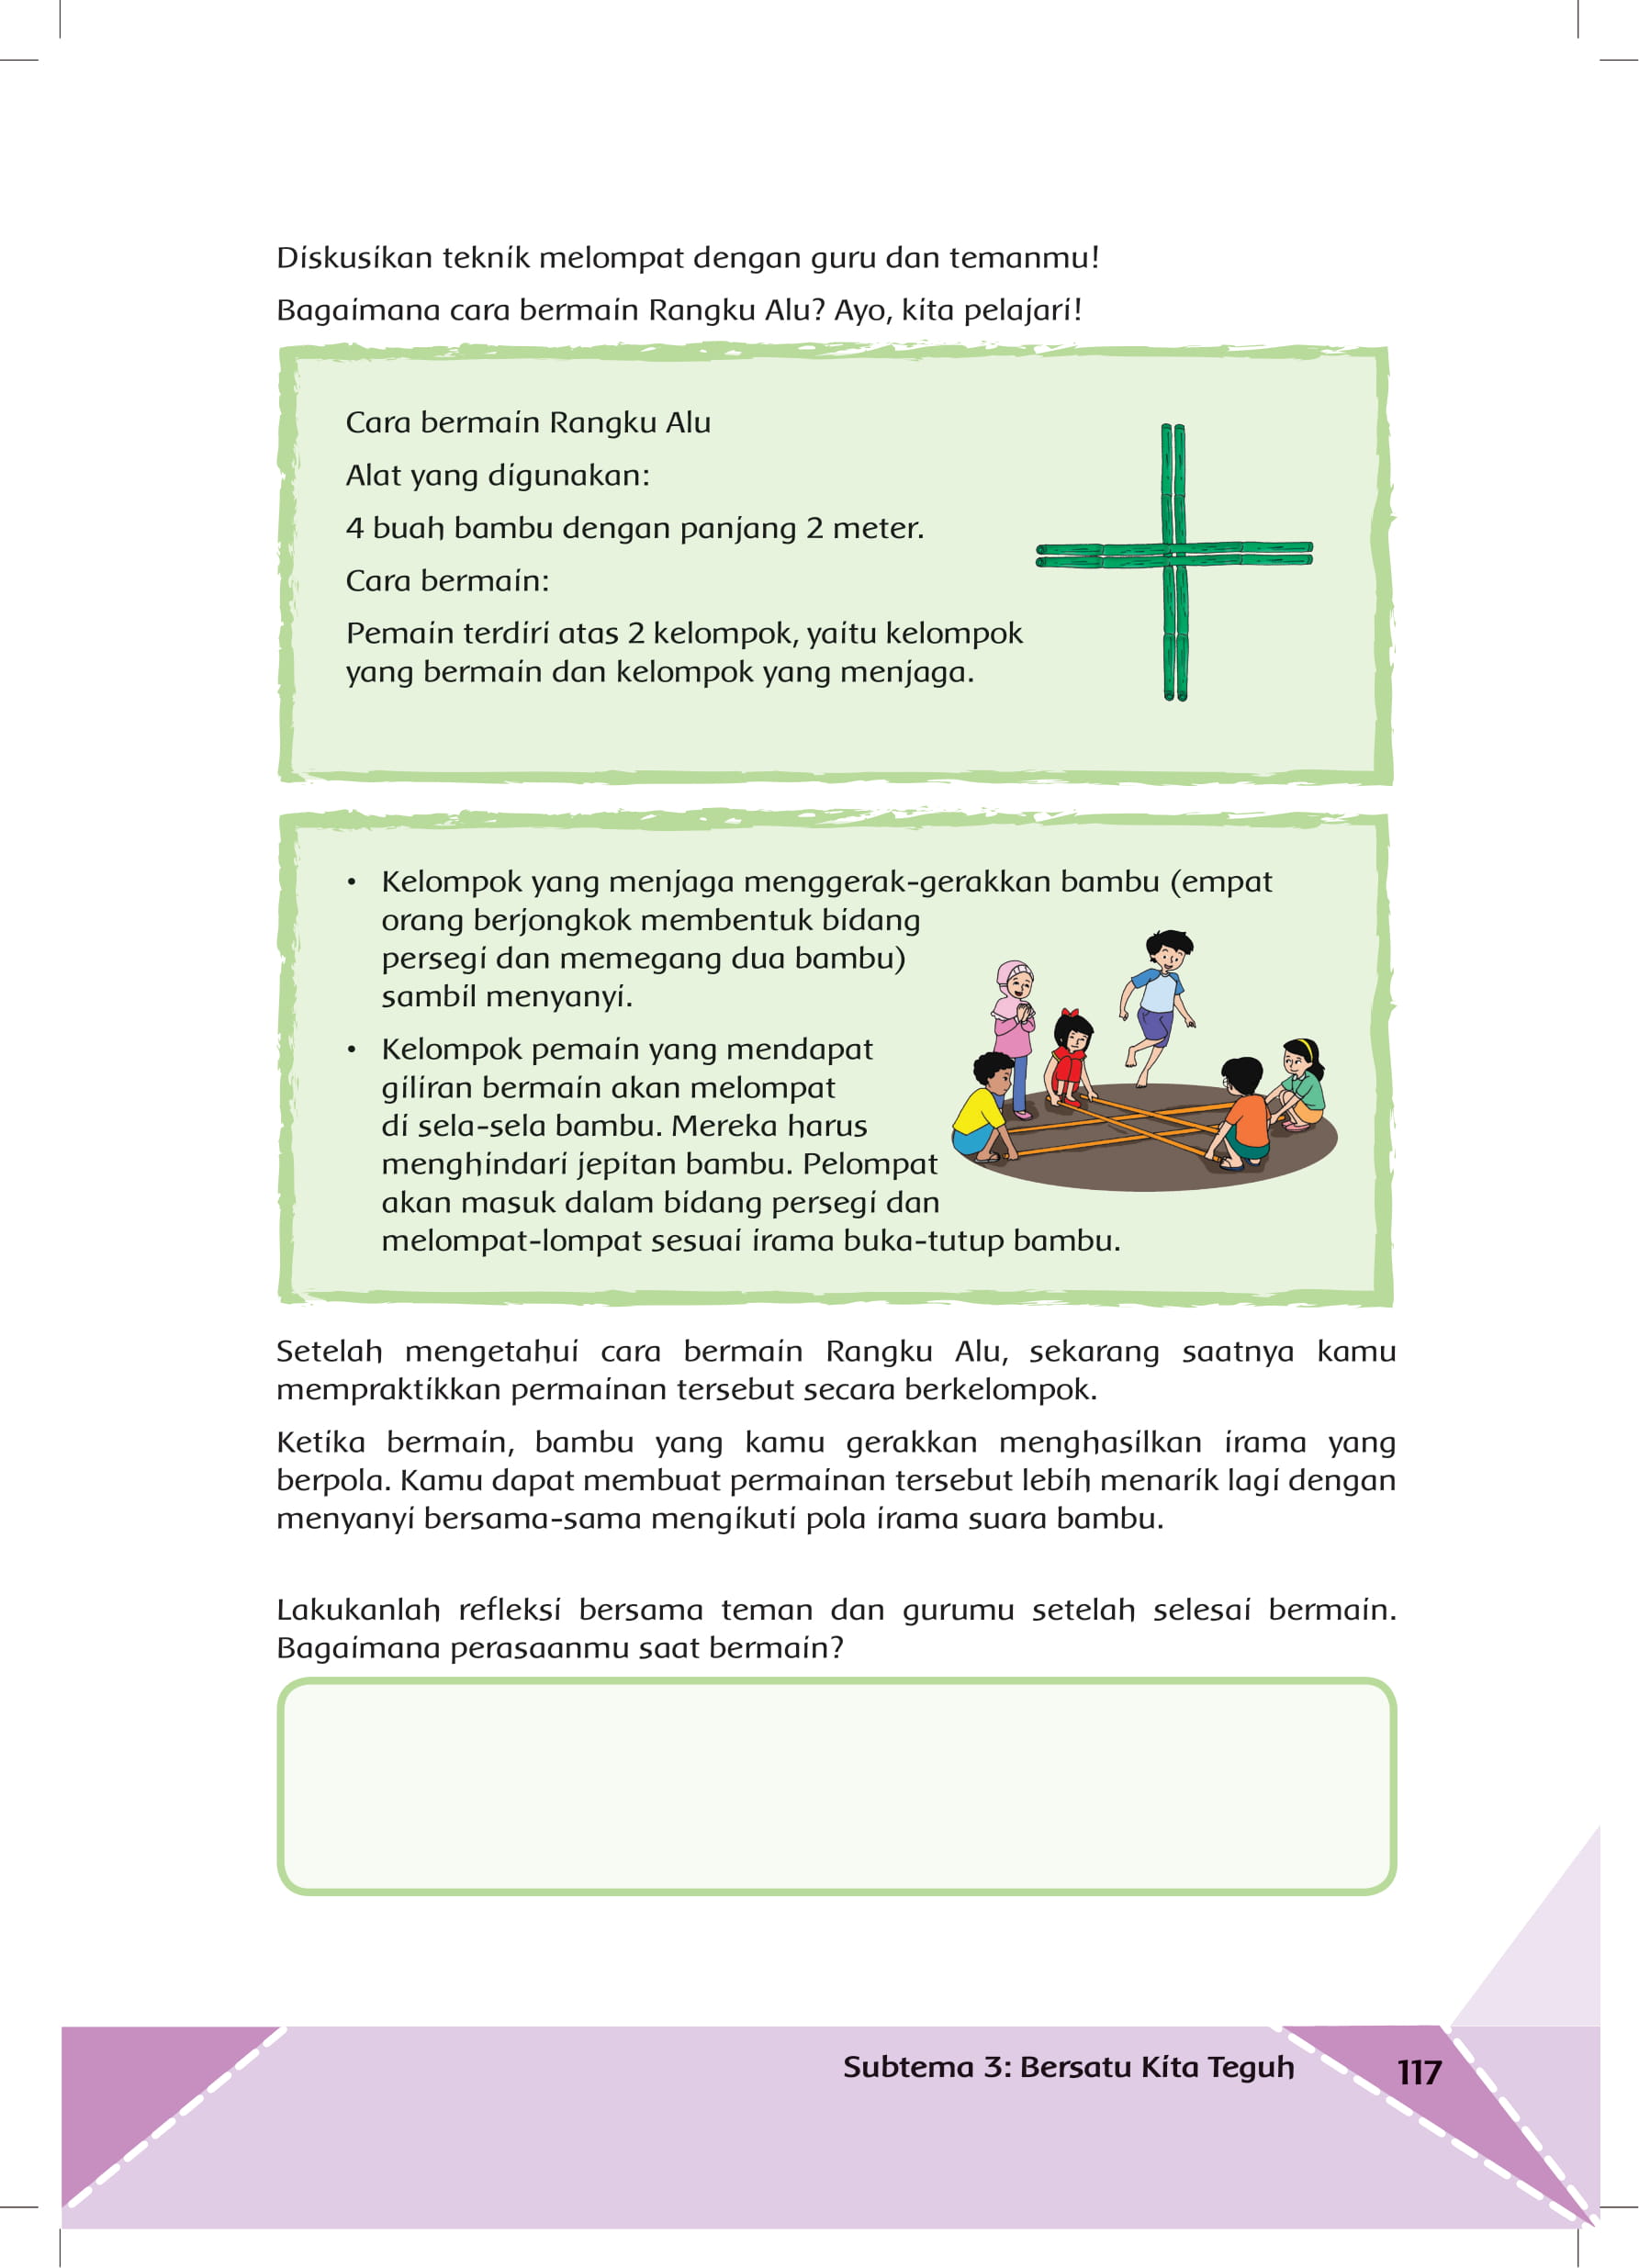 Diskusikan teknik melompat dengan guru dan temanmu!
Bagaimana cara bermain Rangku Alu? Ayo, kita pelajari!
Cara bermain Rangku Alu
Alat yang digunakan:
4 buah bambu dengan panjang 2 meter.
Cara bermain:
Pemain terdiri atas 2 kelompok, yaitu kelompok
yang bermain dan kelompok yang menjaga.
• Kelompok yang menjaga menggerak-gerakkan bambu (empat
orang berjongkok membentuk bidang
persegi dan memegang dua bambu)
sambil menyanyi.
• Kelompok pemain yang mendapat
giliran bermain akan melompat
di sela-sela bambu. Mereka harus
menghindari jepitan bambu. Pelompat
akan masuk dalam bidang persegi dan
melompat-lompat sesuai irama buka-tutup bambu.
Setelah mengetahui cara bermain Rangku Alu, sekarang saatnya kamu
mempraktikkan permainan tersebut secara berkelompok.
Ketika bermain, bambu yang kamu gerakkan menghasilkan irama yang
berpola. Kamu dapat membuat permainan tersebut lebih menarik lagi dengan
menyanyi bersama-sama mengikuti pola irama suara bambu.
Lakukanlah refleksi bersama teman dan gurumu setelah selesai bermain.
Bagaimana perasaanmu saat bermain?
Subtema 3: Bersatu Kita Teguh
117